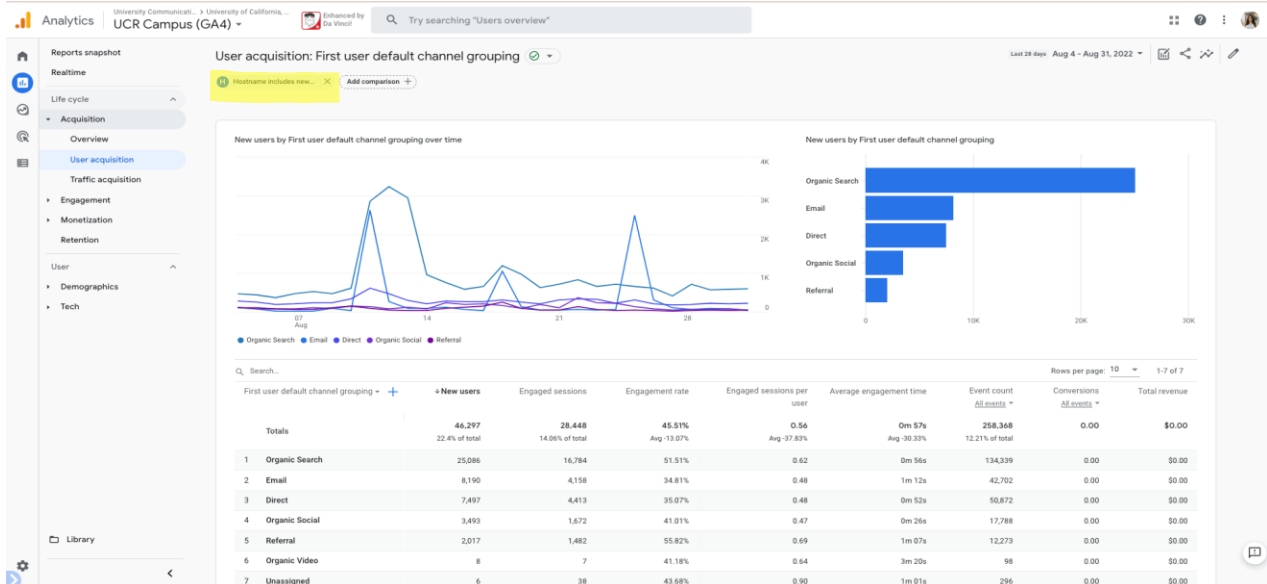 Analytics
University Communicati... > University of California, ...
UCR Campus (GA4)
Enhanced by
Da Vinci!
Try searching "Users overview"
Reports snapshot
Realtime
Life cycle
Acquisition
Overview
User acquisition
Traffic acquisition
Engagement
Monetization
Retention
User
Demographics
Tech
Library
User acquisition: First user default channel grouping
Last 28 days Aug 4 - Aug 31, 2022
H Hostname includes new... Add comparison +
New users by First user default channel grouping over time
4K
3K
2K
1K
0
07 14 21 28
Aug
Organic Search Email Direct Organic Social Referral
New users by First user default channel grouping
Organic Search
Email
Direct
Organic Social
Referral
0 10K 20K 30K
Search...
Rows per page: 10 1-7 of 7
First user default channel grouping + ↓New users Engaged sessions Engagement rate Engaged sessions per user Average engagement time Event count Conversions Total revenue
All events All events
Totals 46,297 28,448 45.51% 0.56 0m 57s 258,368 0.00 $0.00
22.4% of total 14.06% of total Avg -13.07% Avg -37.83% Avg -30.33% 12.21% of total
1 Organic Search 25,086 16,784 51.51% 0.62 0m 56s 134,339 0.00 $0.00
2 Email 8,190 4,158 34.81% 0.48 1m 12s 42,702 0.00 $0.00
3 Direct 7,497 4,413 35.07% 0.48 0m 52s 50,872 0.00 $0.00
4 Organic Social 3,493 1,672 41.01% 0.47 0m 26s 17,788 0.00 $0.00
5 Referral 2,017 1,482 55.82% 0.69 1m 07s 12,273 0.00 $0.00
6 Organic Video 8 7 41.18% 0.64 3m 20s 98 0.00 $0.00
7 Unassigned 6 38 43.68% 0.90 1m 01s 296 0.00 $0.00